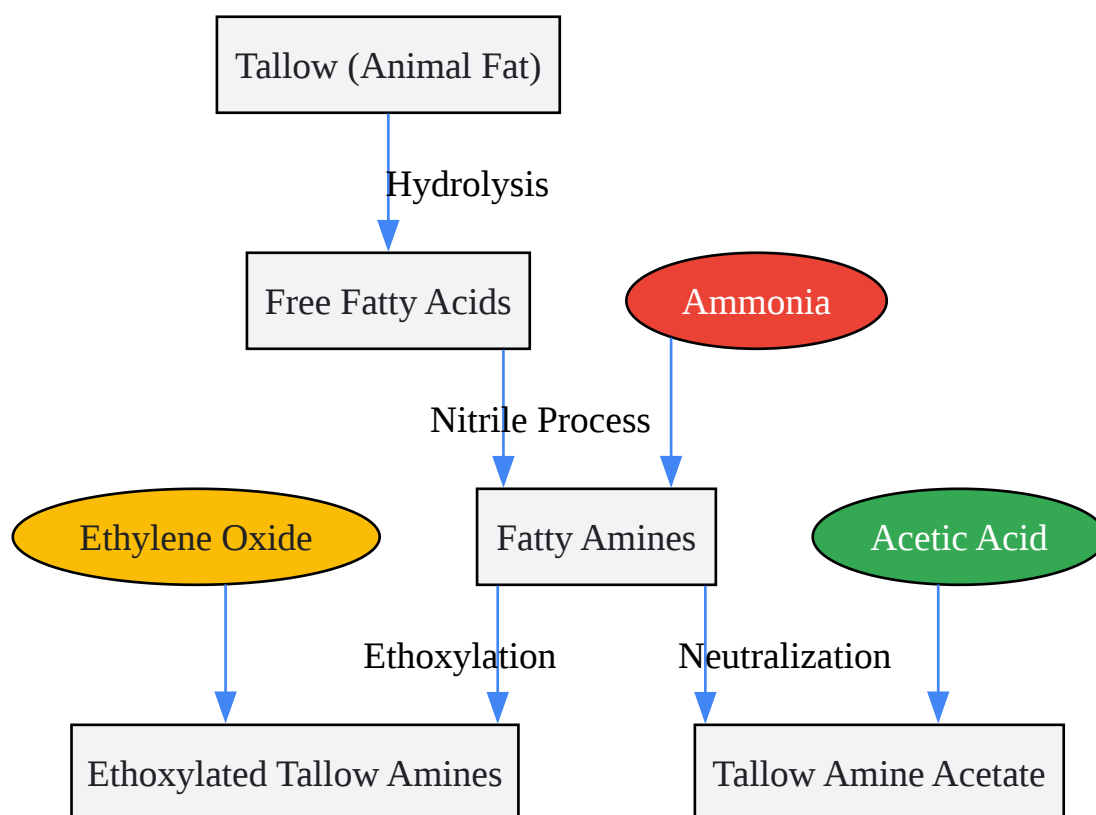 Tallow (Animal Fat)
Hydrolysis
Free Fatty Acids
Ammonia
Nitrile Process
Ethylene Oxide
Fatty Amines
Acetic Acid
Ethoxylation
Neutralization
Ethoxylated Tallow Amines
Tallow Amine Acetate